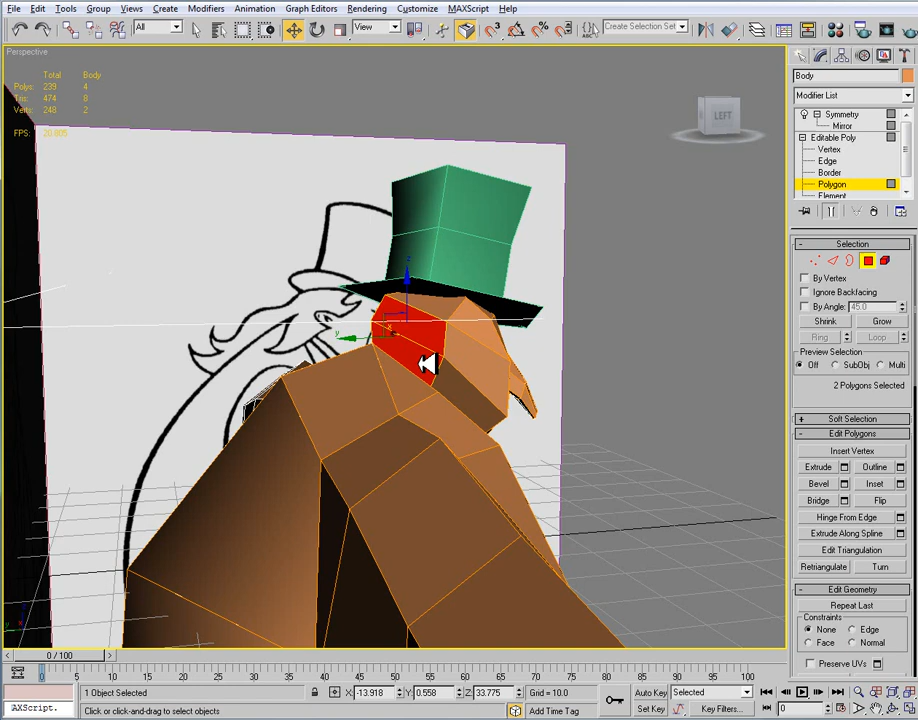 File Edit Tools Group Views Create Modifiers Animation Graph Editors Rendering Customize MAXScript Help
All View 3 Create Selection Set
Perspective
Total Body
Polys: 239 4
Tris: 474 8
Verts: 248 2
FPS: 20.805
LEFT
z
y
x
Body
Modifier List
Symmetry
Mirror
Editable Poly
Vertex
Edge
Border
Polygon
Element
Selection
By Vertex
Ignore Backfacing
By Angle: 45.0
Shrink Grow
Ring Loop
Preview Selection
Off SubObj Multi
2 Polygons Selected
Soft Selection
Edit Polygons
Insert Vertex
Extrude Outline
Bevel Inset
Bridge Flip
Hinge From Edge
Extrude Along Spline
Edit Triangulation
Retriangulate Turn
Edit Geometry
Repeat Last
Constraints
None Edge
Face Normal
Preserve UVs
0 / 100
0 5 10 15 20 25 30 35 40 45 50 55 60 65 70 75 80 85 90 95 100
1 Object Selected X: -13.918 Y: 0.558 Z: 33.775 Grid = 10.0 Auto Key Selected
AXScript. Click or click-and-drag to select objects Add Time Tag Set Key Key Filters... 0